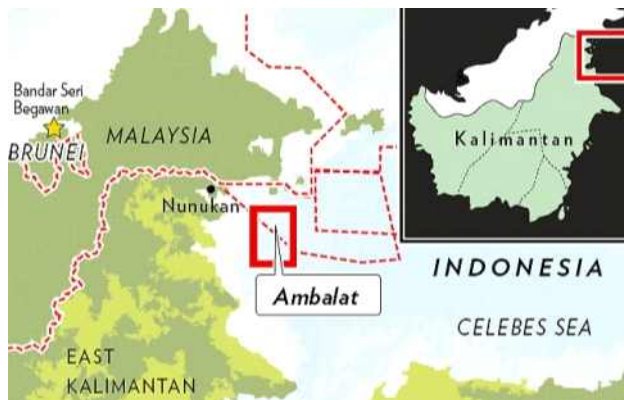 Bandar Seri
Begawan
BRUNEI
MALAYSIA
Nunukan
Kalimantan
INDONESIA
Ambalat
CELEBES SEA
EAST
KALIMANTAN